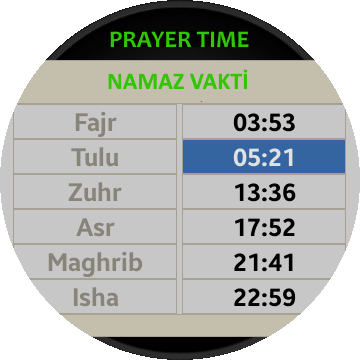 PRAYER TIME
NAMAZ VAKTİ
Fajr 03:53
Tulu 05:21
Zuhr 13:36
Asr 17:52
Maghrib 21:41
Isha 22:59